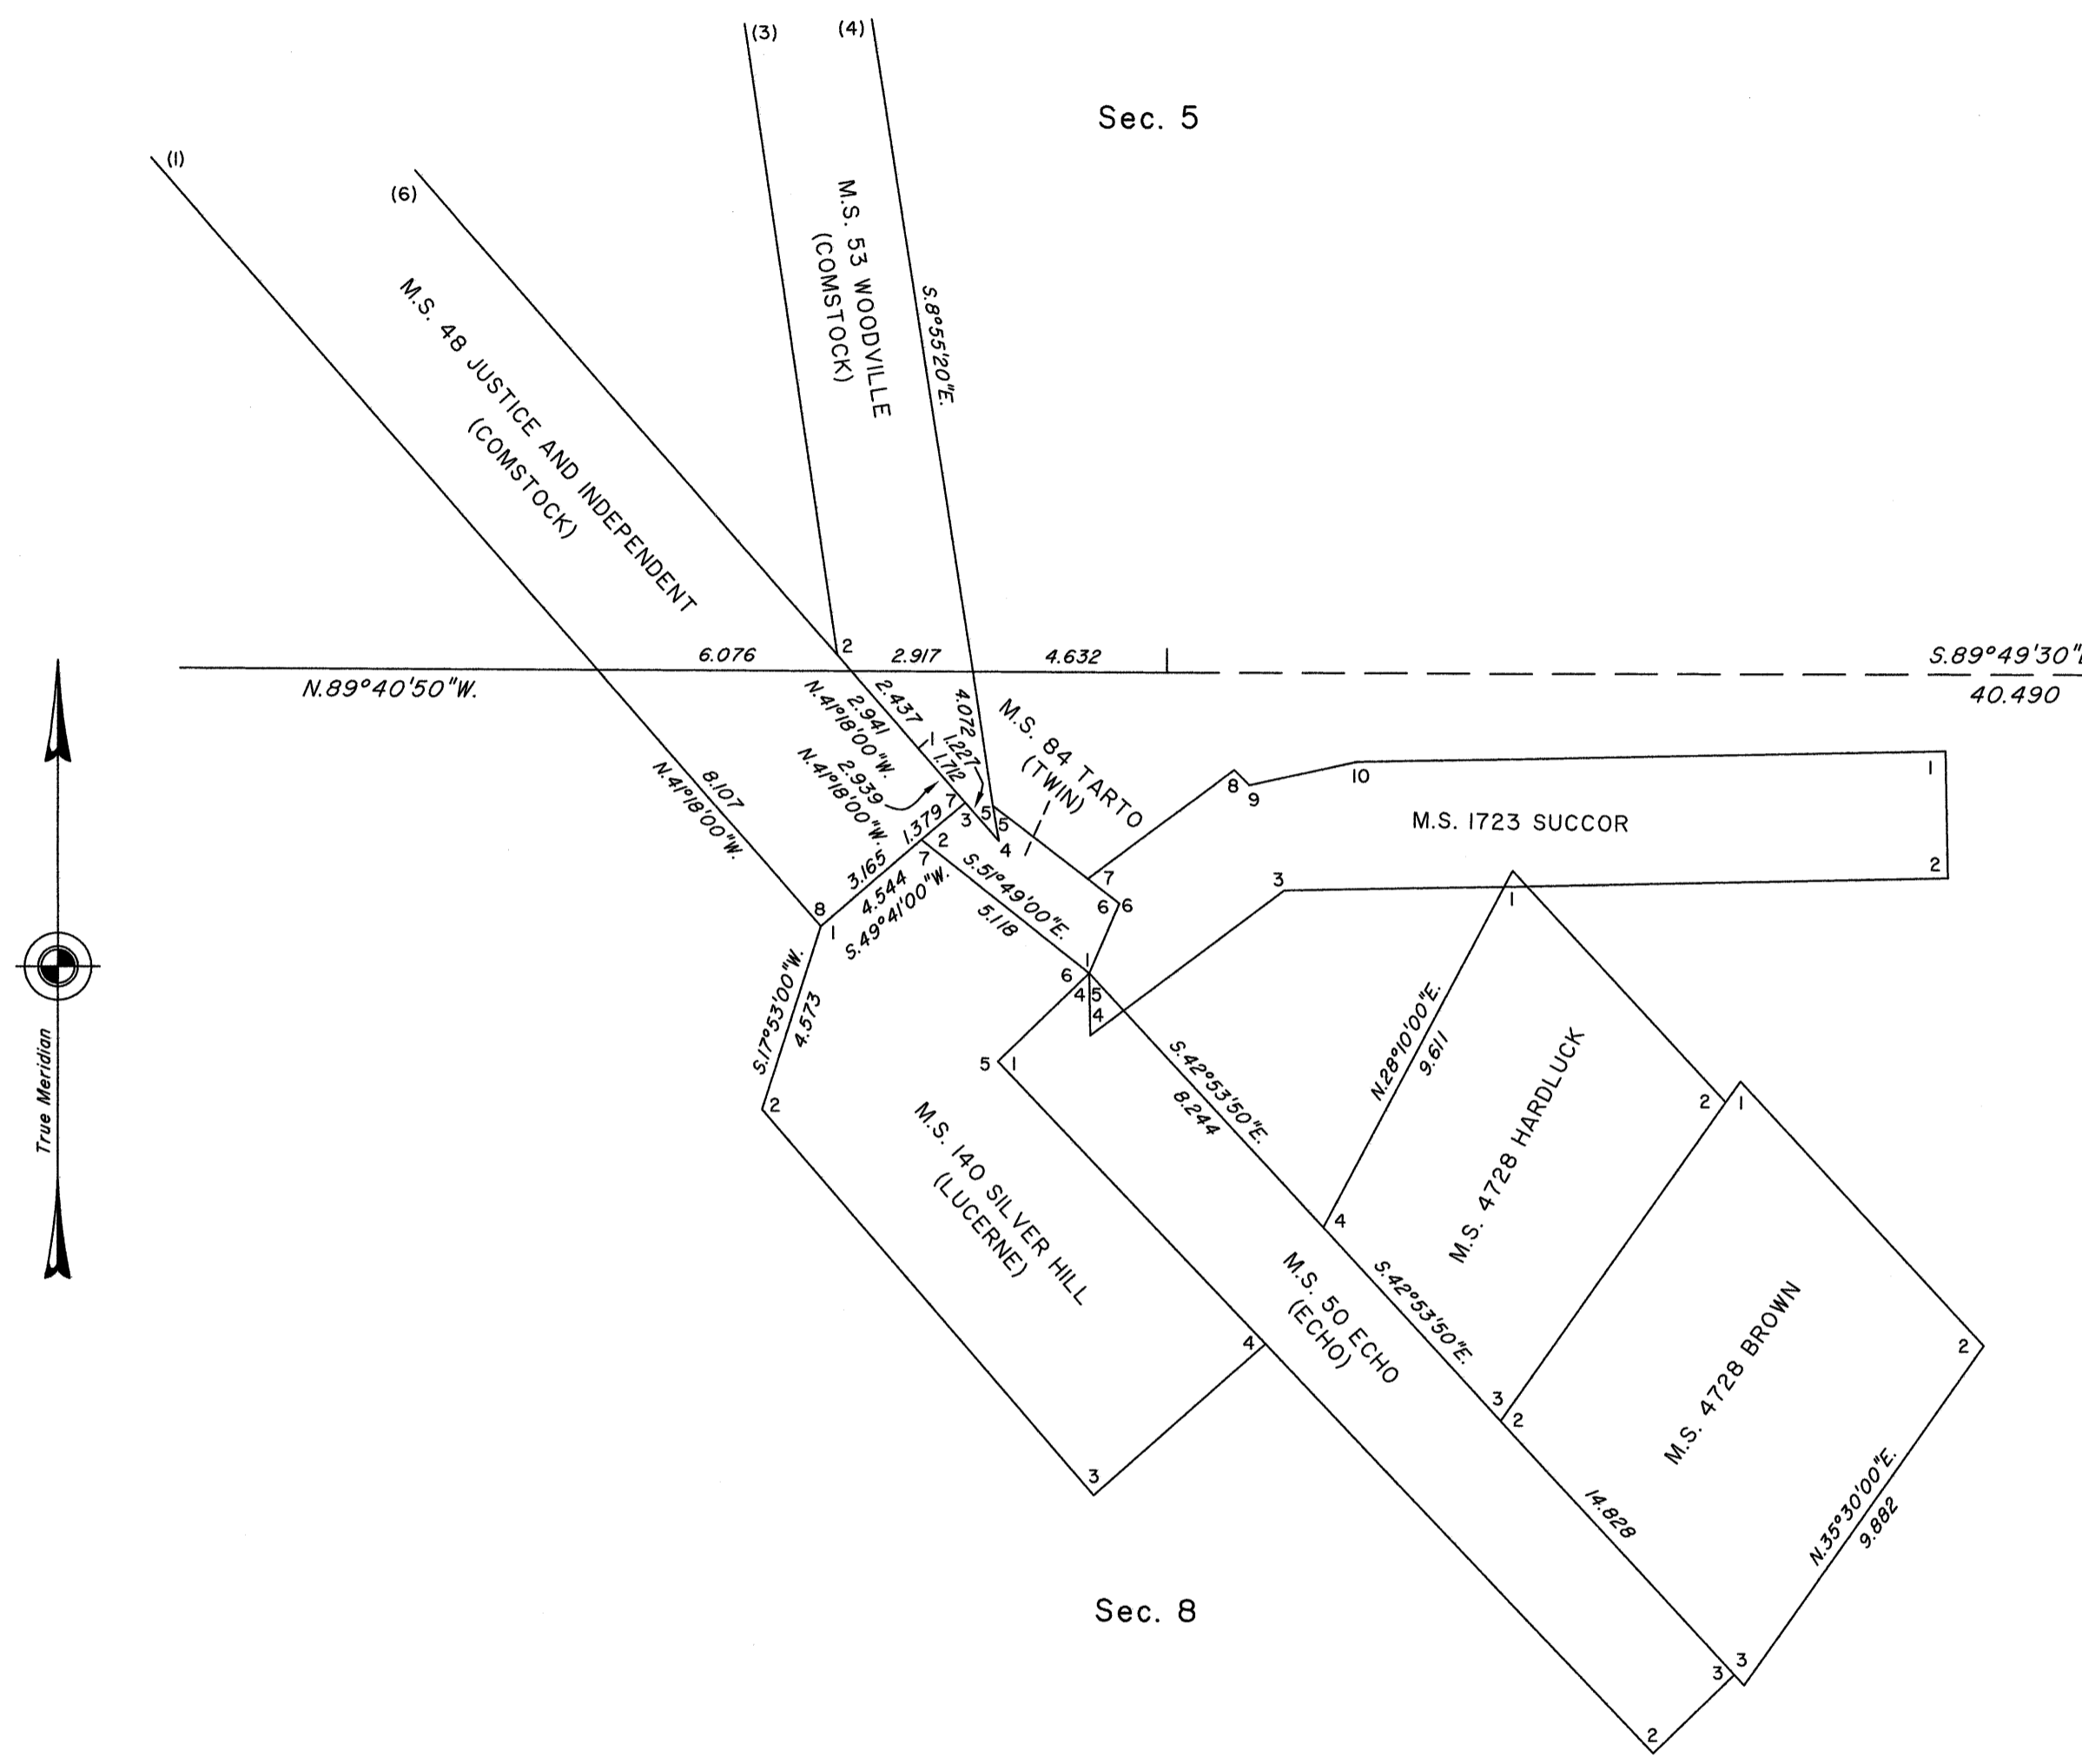 (3)
(4)
Sec. 5
(1)
(6)
M.S. 53 WOODVILLE
(COMSTOCK)
S.8°55'20"E.
M.S. 48 JUSTICE AND INDEPENDENT
(COMSTOCK)
2
6.076
2.917
4.632
S.89°49'30"E
N.89°40'50"W.
40.490
2.437
2.941
N.41°18'00"W.
1
4.072
1.227
1.712
M.S. 84 TARTO
(TWIN)
2.939
N.41°18'00"W.
8.107
N.41°18'00"W.
7
3
5
5
4
1
8
9
10
1
M.S. 1723 SUCCOR
2
3
1.379
3.165
2
7
4.544
S.49°41'00"W.
S.51°49'00"E.
5.118
7
6
6
1
8
1
6
4
5
4
S.17°53'00"W.
4.573
5
1
2
True Meridian
M.S. 140 SILVER HILL
(LUCERNE)
S.42°53'50"E.
8.244
N.28°10'00"E.
9.611
M.S. 4728 HARDLUCK
2
1
4
M.S. 50 ECHO
(ECHO)
S.42°53'50"E.
4
3
2
M.S. 4728 BROWN
2
3
14.828
N.35°30'00"E.
9.882
Sec. 8
3
3
2